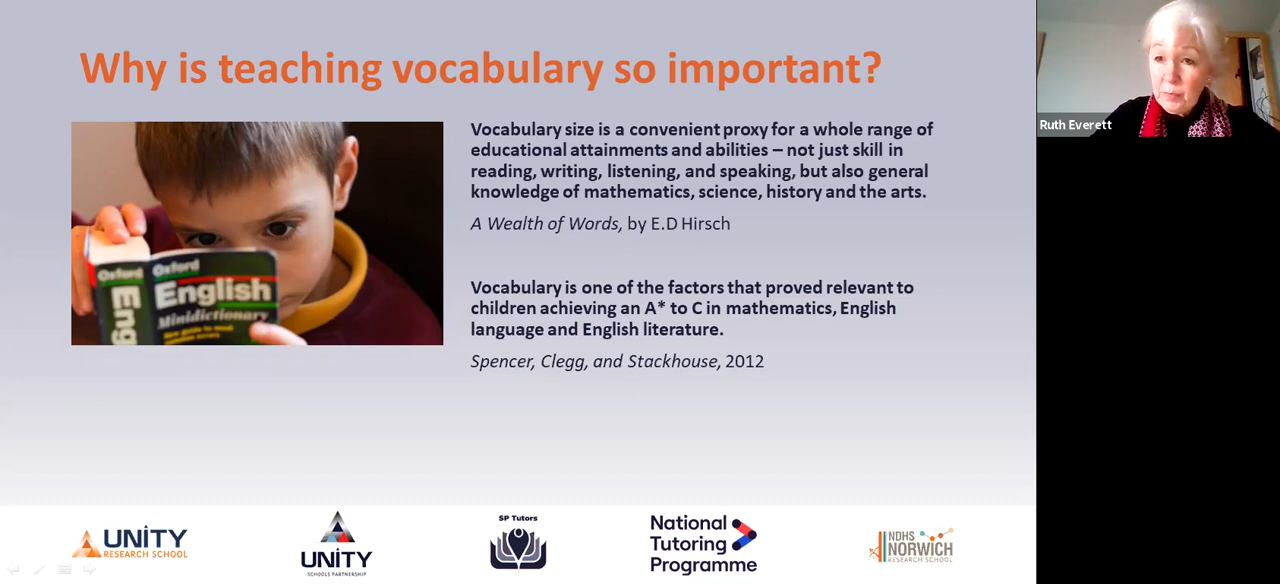 Why is teaching vocabulary so important?
Vocabulary size is a convenient proxy for a whole range of
educational attainments and abilities – not just skill in
reading, writing, listening, and speaking, but also general
knowledge of mathematics, science, history and the arts.
A Wealth of Words, by E.D Hirsch
Vocabulary is one of the factors that proved relevant to
children achieving an A* to C in mathematics, English
language and English literature.
Spencer, Clegg, and Stackhouse, 2012
Oxford
Eng
Oxford
English
Minidictionary
Ruth Everett
UNITY
RESEARCH SCHOOL
UNITY
SCHOOLS PARTNERSHIP
SP Tutors
National
Tutoring
Programme
NDHS
NORWICH
RESEARCH SCHOOL